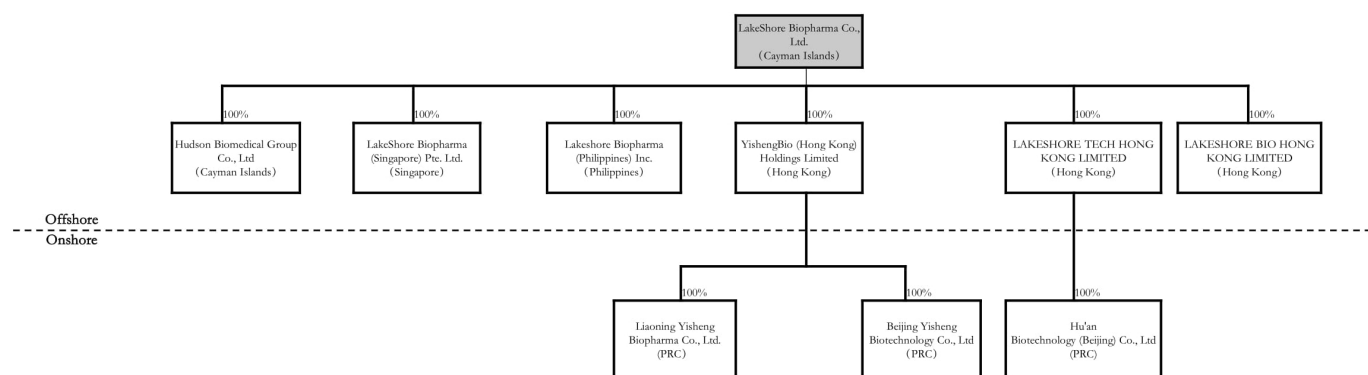 LakeShore Biopharma Co.,
Ltd.
(Cayman Islands)
100%
100%
100%
100%
100%
100%
Hudson Biomedical Group
Co., Ltd
(Cayman Islands)
LakeShore Biopharma
(Singapore) Pte. Ltd.
(Singapore)
Lakeshore Biopharma
(Philippines) Inc.
(Philippines)
YishengBio (Hong Kong)
Holdings Limited
(Hong Kong)
LAKESHORE TECH HONG
KONG LIMITED
(Hong Kong)
LAKESHORE BIO HONG
KONG LIMITED
(Hong Kong)
Offshore
Onshore
100%
100%
100%
Liaoning Yisheng
Biopharma Co., Ltd.
(PRC)
Beijing Yisheng
Biotechnology Co., Ltd
(PRC)
Hu'an
Biotechnology (Beijing) Co., Ltd
(PRC)